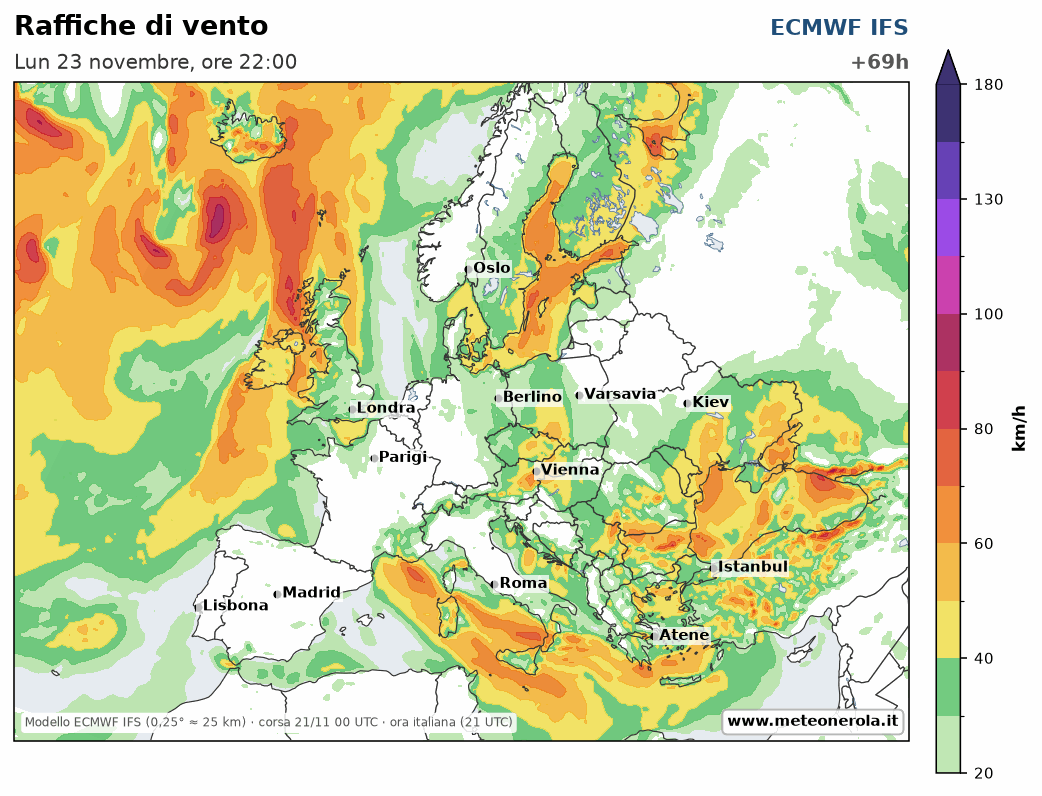 Raffiche di vento
ECMWF IFS
Lun 23 novembre, ore 22:00
+69h
180
130
100
80
60
40
20
km/h
Oslo
Londra
Berlino
Varsavia
Kiev
Parigi
Vienna
Madrid
Lisbona
Roma
Istanbul
Atene
Modello ECMWF IFS (0,25° ≈ 25 km) · corsa 21/11 00 UTC · ora italiana (21 UTC)
www.meteonerola.it